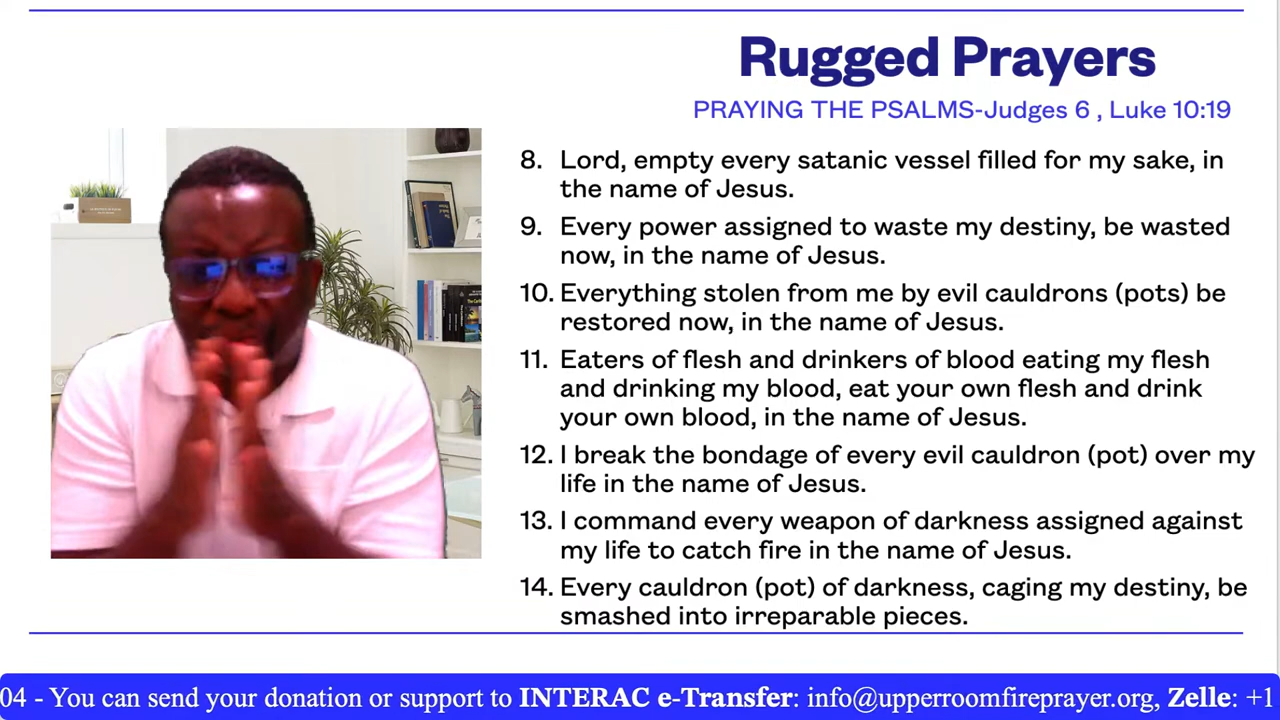 Rugged Prayers
PRAYING THE PSALMS-Judges 6 , Luke 10:19
8. Lord, empty every satanic vessel filled for my sake, in
the name of Jesus.
9. Every power assigned to waste my destiny, be wasted
now, in the name of Jesus.
10. Everything stolen from me by evil cauldrons (pots) be
restored now, in the name of Jesus.
11. Eaters of flesh and drinkers of blood eating my flesh
and drinking my blood, eat your own flesh and drink
your own blood, in the name of Jesus.
12. I break the bondage of every evil cauldron (pot) over my
life in the name of Jesus.
13. I command every weapon of darkness assigned against
my life to catch fire in the name of Jesus.
14. Every cauldron (pot) of darkness, caging my destiny, be
smashed into irreparable pieces.
04 - You can send your donation or support to INTERAC e-Transfer: info@upperroomfireprayer.org, Zelle: +1